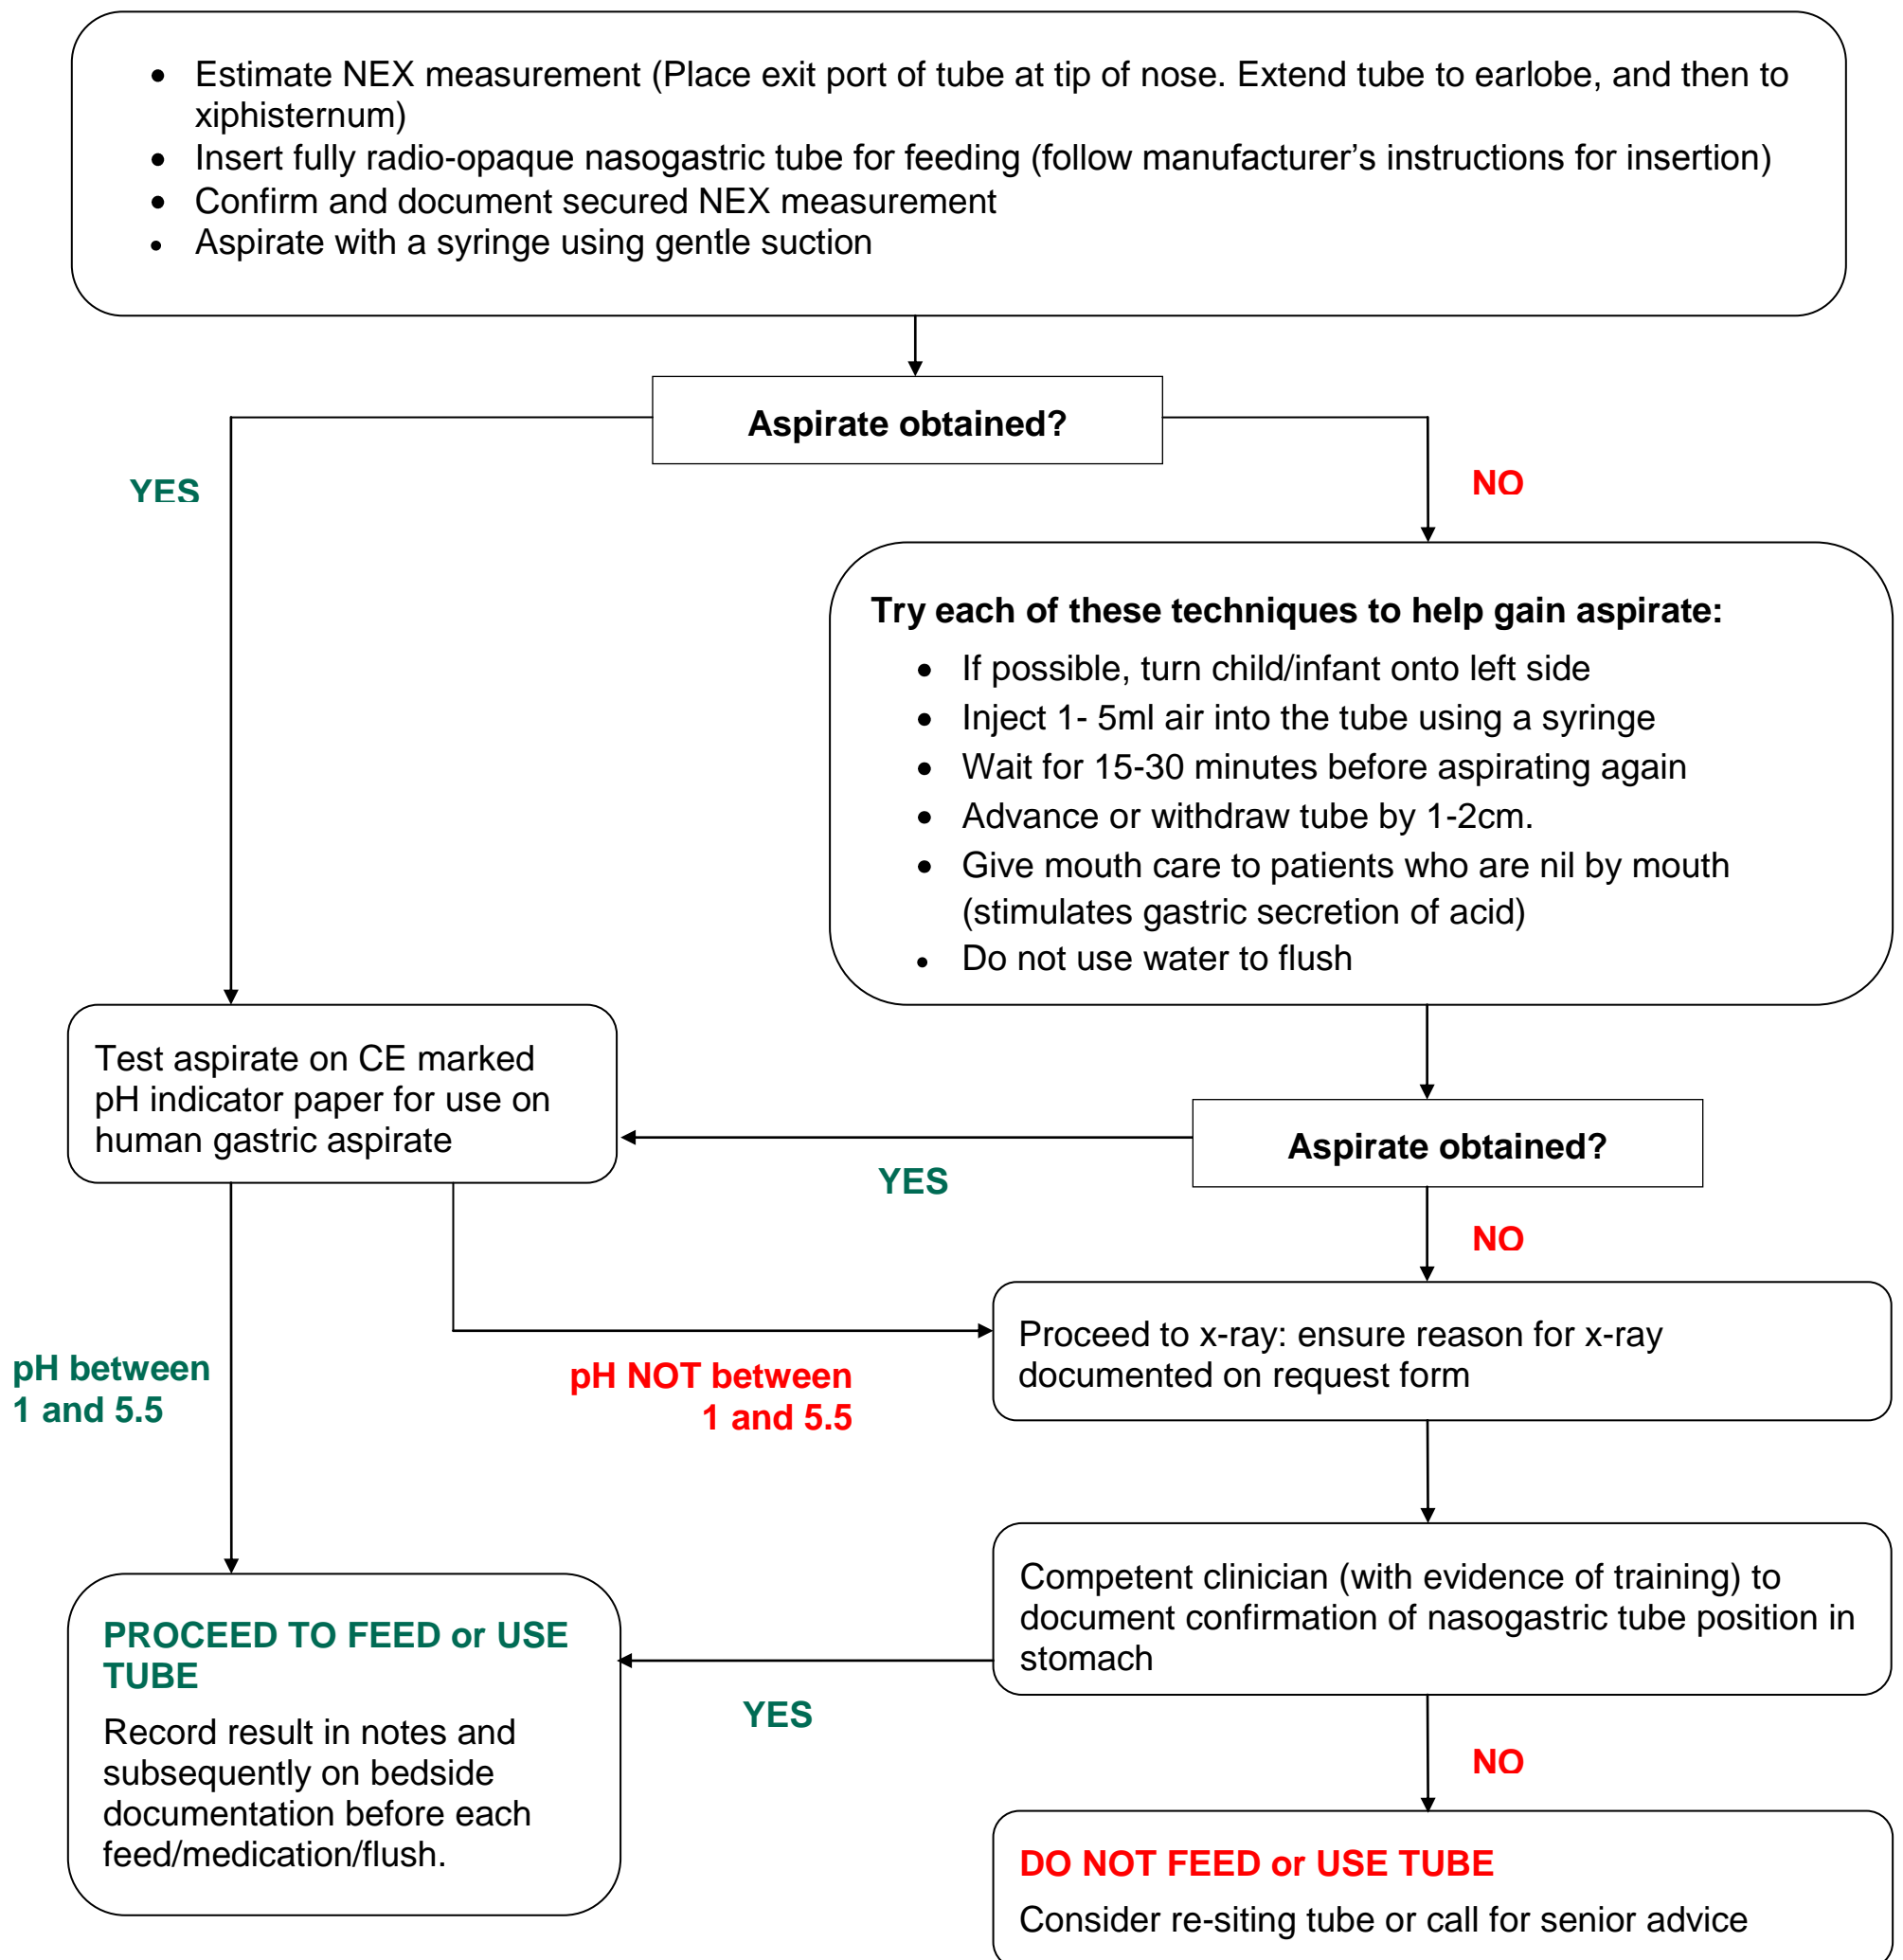 • Estimate NEX measurement (Place exit port of tube at tip of nose. Extend tube to earlobe, and then to
xiphisternum)
• Insert fully radio-opaque nasogastric tube for feeding (follow manufacturer’s instructions for insertion)
• Confirm and document secured NEX measurement
• Aspirate with a syringe using gentle suction
Aspirate obtained?
YES
NO
Try each of these techniques to help gain aspirate:
• If possible, turn child/infant onto left side
• Inject 1- 5ml air into the tube using a syringe
• Wait for 15-30 minutes before aspirating again
• Advance or withdraw tube by 1-2cm.
• Give mouth care to patients who are nil by mouth
(stimulates gastric secretion of acid)
• Do not use water to flush
Test aspirate on CE marked
pH indicator paper for use on
human gastric aspirate
Aspirate obtained?
YES
NO
Proceed to x-ray: ensure reason for x-ray
documented on request form
pH between
1 and 5.5
pH NOT between
1 and 5.5
Competent clinician (with evidence of training) to
document confirmation of nasogastric tube position in
stomach
PROCEED TO FEED or USE
TUBE
Record result in notes and
subsequently on bedside
documentation before each
feed/medication/flush.
YES
NO
DO NOT FEED or USE TUBE
Consider re-siting tube or call for senior advice